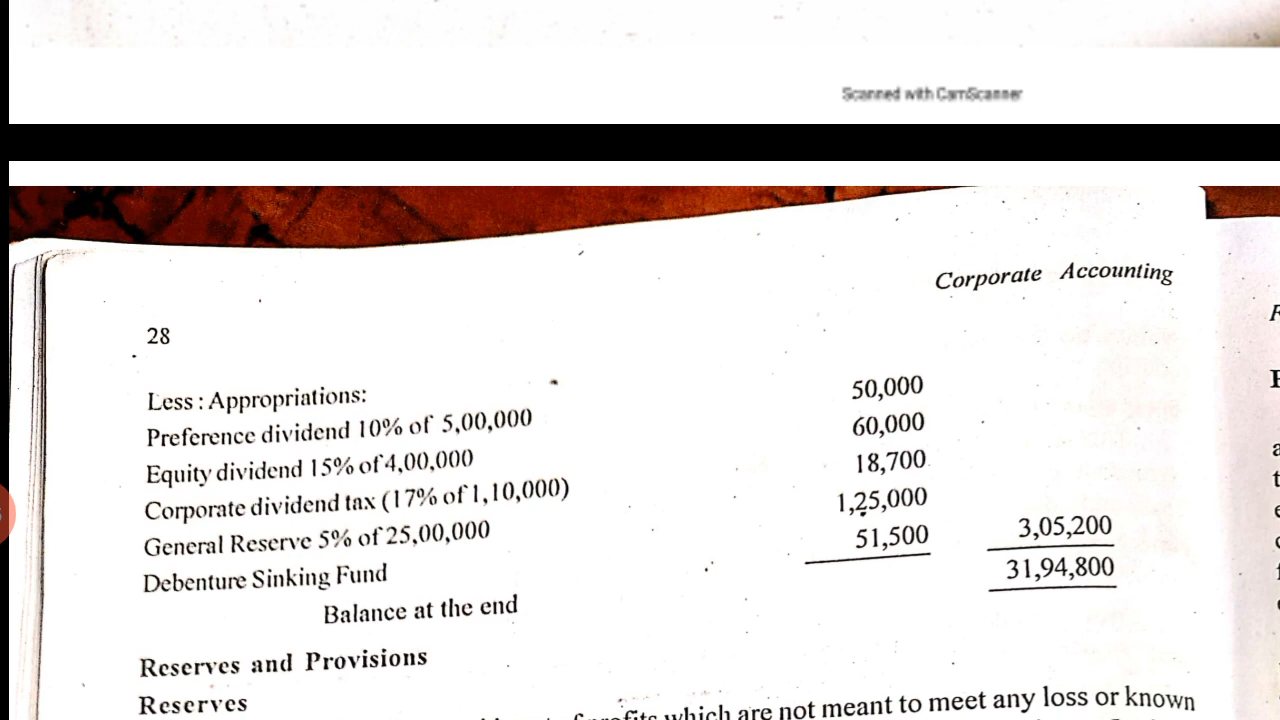 Scanned with CamScanner
Corporate Accounting
28
Less : Appropriations:
Preference dividend 10% of 5,00,000 50,000
Equity dividend 15% of 4,00,000 60,000
Corporate dividend tax (17% of 1,10,000) 18,700
General Reserve 5% of 25,00,000 1,25,000
Debenture Sinking Fund 51,500 3,05,200
Balance at the end 31,94,800
Reserves and Provisions
Reserves
profits which are not meant to meet any loss or known